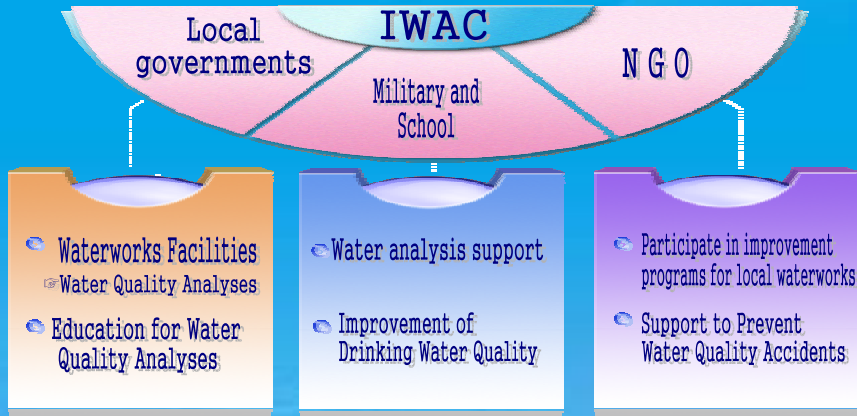 IWAC
Local
governments
Military and
School
N G O
Waterworks Facilities
☞Water Quality Analyses
Education for Water
Quality Analyses
Water analysis support
Improvement of
Drinking Water Quality
Participate in improvement
programs for local waterworks
Support to Prevent
Water Quality Accidents